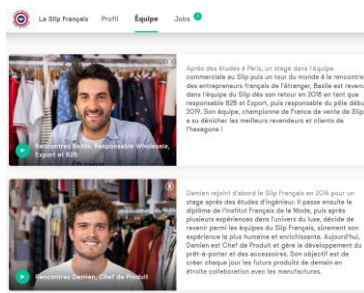 Le Slip Français Profil Équipe Jobs
Après des études à Paris, un stage dans l'équipe
commerciale au Slip puis un tour du monde à la rencontre
des entrepreneurs français de l'étranger, Basile est revenu
dans l'équipe du Slip dès son retour en 2018 en tant que
responsable B2B et Export, puis responsable du pôle début
2019. Son équipe, championne de France de vente de Slips
a su dénicher les meilleurs revendeurs et clients de
l'hexagone !
Rencontrez Basile, Responsable Wholesale,
Export et B2B
Damien rejoint d'abord le Slip Français en 2014 pour un
stage après des études d'ingénieur. Il passe ensuite le
diplôme de l'Institut Français de la Mode, puis après
plusieurs expériences dans l'univers du luxe, décide de
revenir parmi les équipes du Slip Français, sûrement son
expérience la plus humaine et enrichissante. Aujourd'hui,
Damien est Chef de Produit et gère le développement du
prêt-à-porter et des accessoires. Son objectif est de
créer chaque jour les futurs produits de demain en
étroite collaboration avec les manufactures.
Rencontrez Damien, Chef de Produit